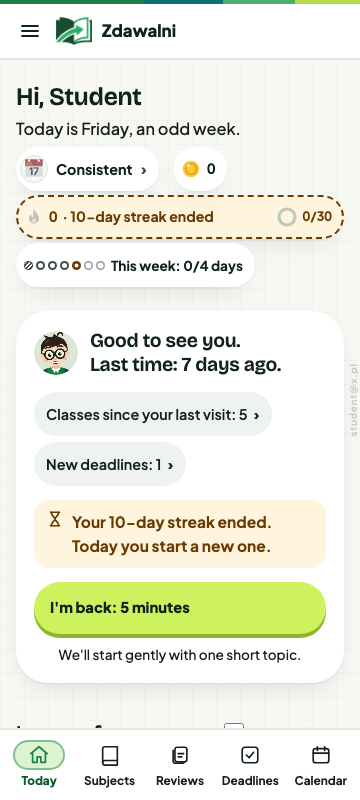 Zdawalni
Hi, Student
Today is Friday, an odd week.
17 Consistent › 0
0 · 10-day streak ended 0/30
This week: 0/4 days
Good to see you.
Last time: 7 days ago.
Classes since your last visit: 5 ›
New deadlines: 1 ›
student@x.pl
Your 10-day streak ended.
Today you start a new one.
I'm back: 5 minutes
We'll start gently with one short topic.
Today Subjects Reviews Deadlines Calendar